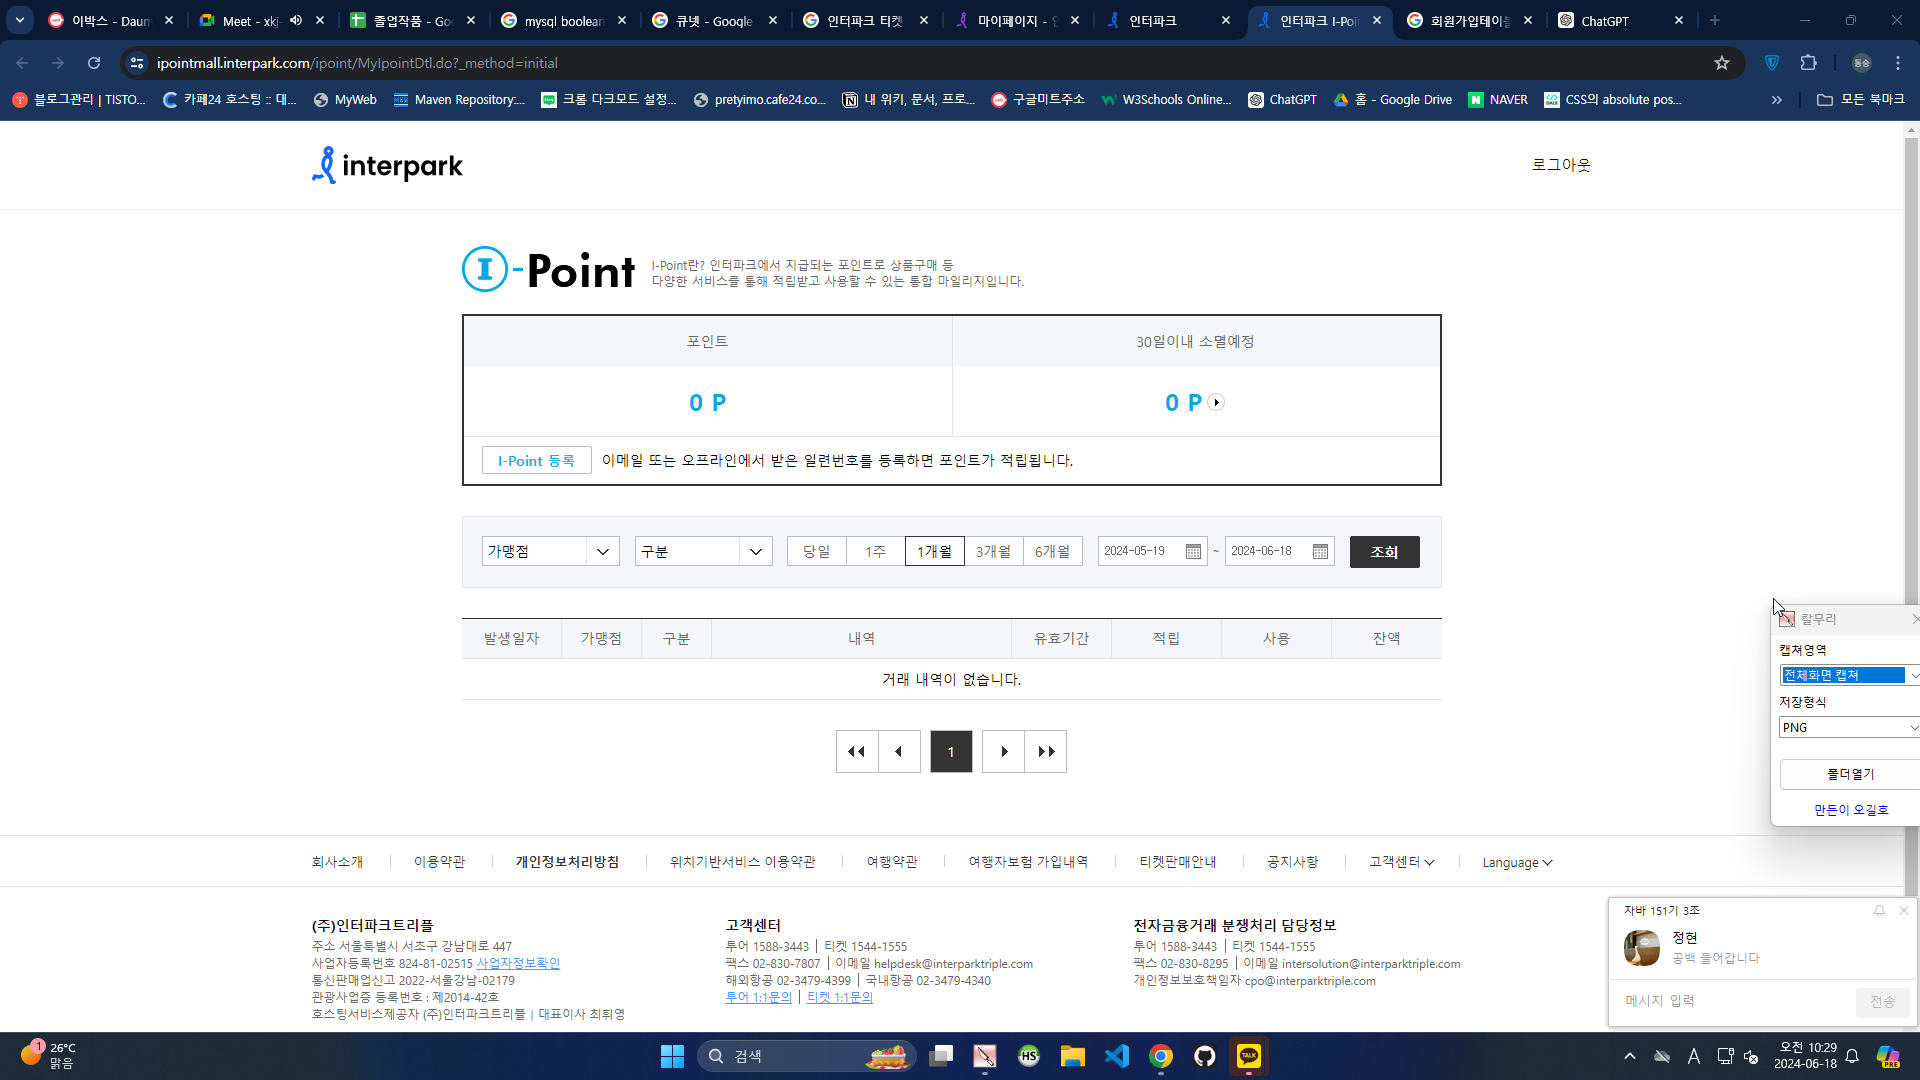 이박스 - Daum
Meet - xkj
졸업작품 - Goo
mysql boolean
큐넷 - Google
인터파크 티켓
마이페이지 - 인
인터파크
인터파크 I-Poi
회원가입테이블
ChatGPT
ipointmall.interpark.com/ipoint/MyIpointDtl.do?_method=initial
동승
블로그관리 | TISTO...
카페24 호스팅 :: 대...
MyWeb
Maven Repository:...
크롬 다크모드 설정...
pretyimo.cafe24.co...
내 위키, 문서, 프로...
구글미트주소
W3Schools Online...
ChatGPT
홈 - Google Drive
NAVER
CSS의 absolute pos...
모든 북마크
interpark
로그아웃
I-Point
I-Point란? 인터파크에서 지급되는 포인트로 상품구매 등
다양한 서비스를 통해 적립받고 사용할 수 있는 통합 마일리지입니다.
포인트
30일이내 소멸예정
0 P
0 P
I-Point 등록
이메일 또는 오프라인에서 받은 일련번호를 등록하면 포인트가 적립됩니다.
가맹점
구분
당일
1주
1개월
3개월
6개월
2024-05-19
~
2024-06-18
조회
발생일자
가맹점
구분
내역
유효기간
적립
사용
잔액
거래 내역이 없습니다.
1
칼무리
캡쳐영역
전체화면 캡쳐
저장형식
PNG
폴더열기
만든이 오길호
회사소개
이용약관
개인정보처리방침
위치기반서비스 이용약관
여행약관
여행자보험 가입내역
티켓판매안내
공지사항
고객센터
Language
(주)인터파크트리플
주소 서울특별시 서초구 강남대로 447
사업자등록번호 824-81-02515 사업자정보확인
통신판매업신고 2022-서울강남-02179
관광사업증 등록번호 : 제2014-42호
호스팅서비스제공자 (주)인터파크트리플 | 대표이사 최휘영
고객센터
투어 1588-3443 | 티켓 1544-1555
팩스 02-830-7807 | 이메일 helpdesk@interparktriple.com
해외항공 02-3479-4399 | 국내항공 02-3479-4340
투어 1:1문의 | 티켓 1:1문의
전자금융거래 분쟁처리 담당정보
투어 1588-3443 | 티켓 1544-1555
팩스 02-830-8295 | 이메일 intersolution@interparktriple.com
개인정보보호책임자 cpo@interparktriple.com
자바 151기 3조
정현
공백 들어갑니다
메시지 입력
전송
1
26°C
맑음
검색
HS
TALK
A
오전 10:29
2024-06-18
PRE